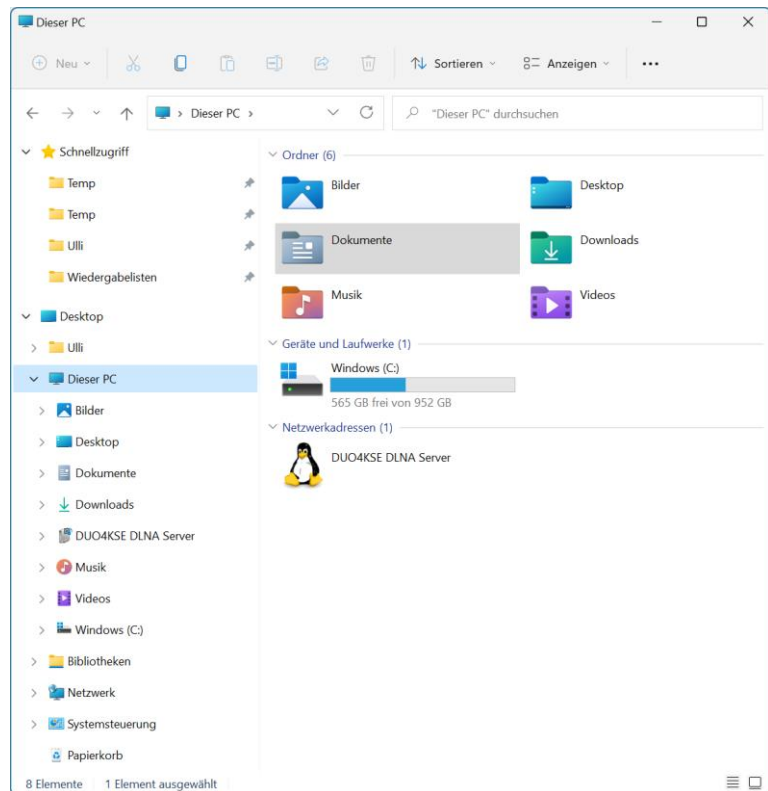 Dieser PC
Neu
Sortieren
Anzeigen
Dieser PC
"Dieser PC" durchsuchen
Schnellzugriff
Temp
Temp
Ulli
Wiedergabelisten
Desktop
Ulli
Dieser PC
Bilder
Desktop
Dokumente
Downloads
DUO4KSE DLNA Server
Musik
Videos
Windows (C:)
Bibliotheken
Netzwerk
Systemsteuerung
Papierkorb
Ordner (6)
Bilder
Desktop
Dokumente
Downloads
Musik
Videos
Geräte und Laufwerke (1)
Windows (C:)
565 GB frei von 952 GB
Netzwerkadressen (1)
DUO4KSE DLNA Server
8 Elemente
1 Element ausgewählt